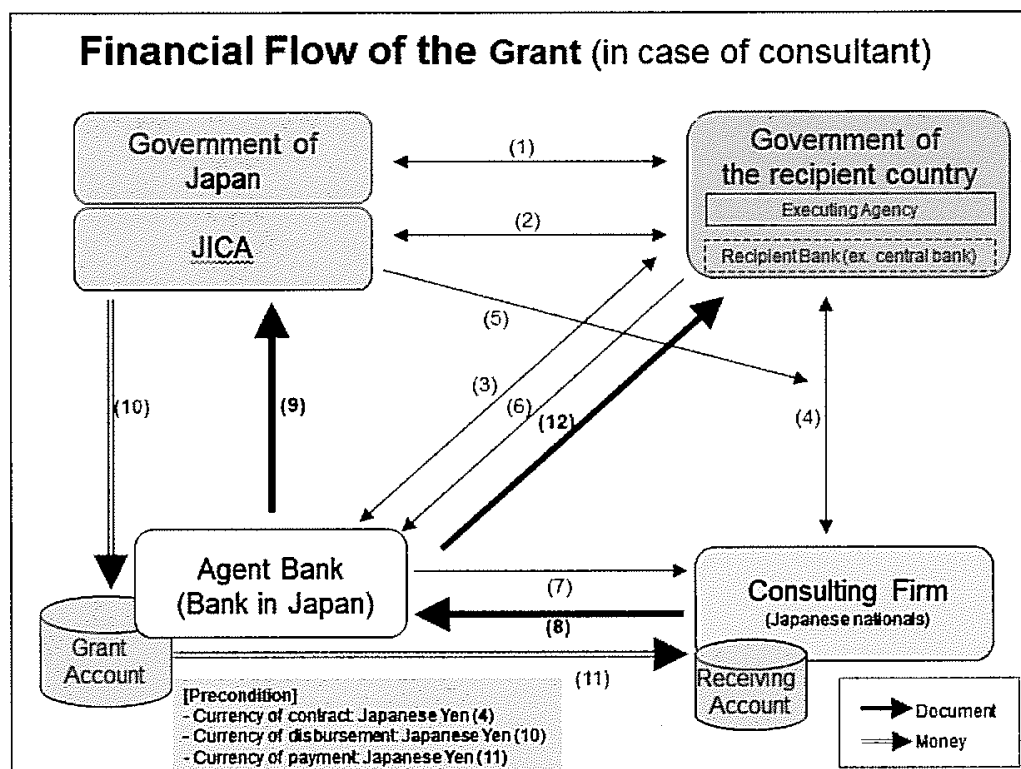 Financial Flow of the Grant (in case of consultant)
Government of
Japan
JICA
(1)
(2)
Government of
the recipient country
Executing Agency
Recipient Bank (ex. central bank)
(5)
(3)
(6)
(12)
(4)
(10)
(9)
Agent Bank
(Bank in Japan)
(7)
(8)
Consulting Firm
(Japanese nationals)
Grant
Account
(11)
Receiving
Account
[Precondition]
- Currency of contract: Japanese Yen (4)
- Currency of disbursement: Japanese Yen (10)
- Currency of payment: Japanese Yen (11)
Document
Money